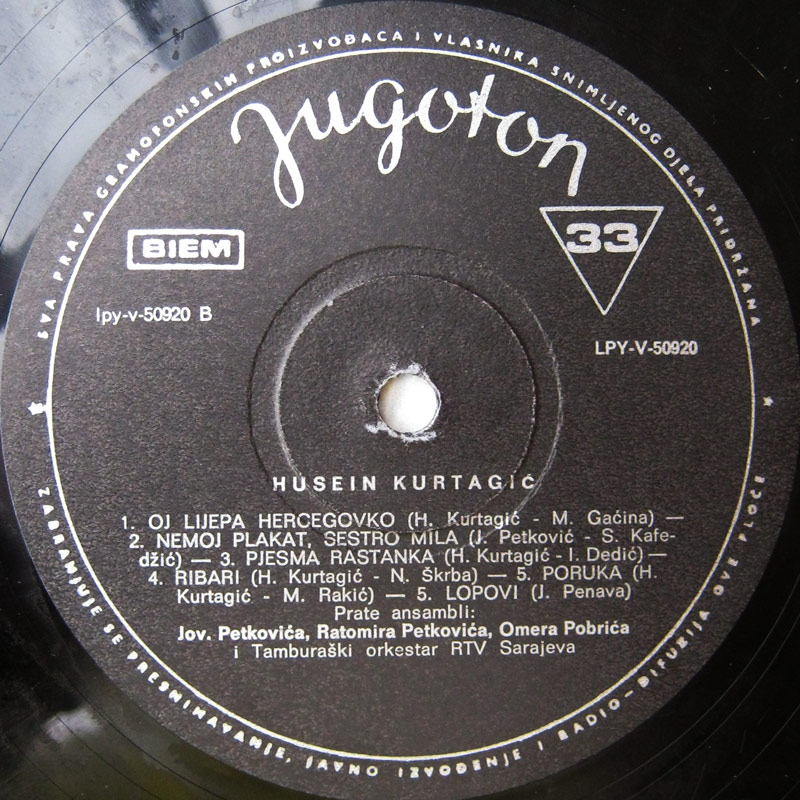 SVA PRAVA GRAMOFONSKIH PROIZVOĐAČA I VLASNIKA SNIMLJENOG DJELA PRIDRŽANA
Jugoton
BIEM
33
lpy-v-50920 B
LPY-V-50920
HUSEIN KURTAGIĆ
1. OJ LIJEPA HERCEGOVKO (H. Kurtagić - M. Gaćina) —
2. NEMOJ PLAKAT, SESTRO MILA (J. Petković - S. Kafe-
džić) — 3. PJESMA RASTANKA (H. Kurtagić - I. Dedić) —
4. RIBARI (H. Kurtagić - N. Škrba) — 5. PORUKA (H.
Kurtagić - M. Rakić) — 5. LOPOVI (J. Penava)
Prate ansambli:
Jov. Petkovića, Ratomira Petkovića, Omera Pobrića
i Tamburaški orkestar RTV Sarajeva
ZABRANJUJE SE PRESNIMAVANJE, JAVNO IZVOĐENJE I RADIO-DIFUZIJA OVE PLOČE